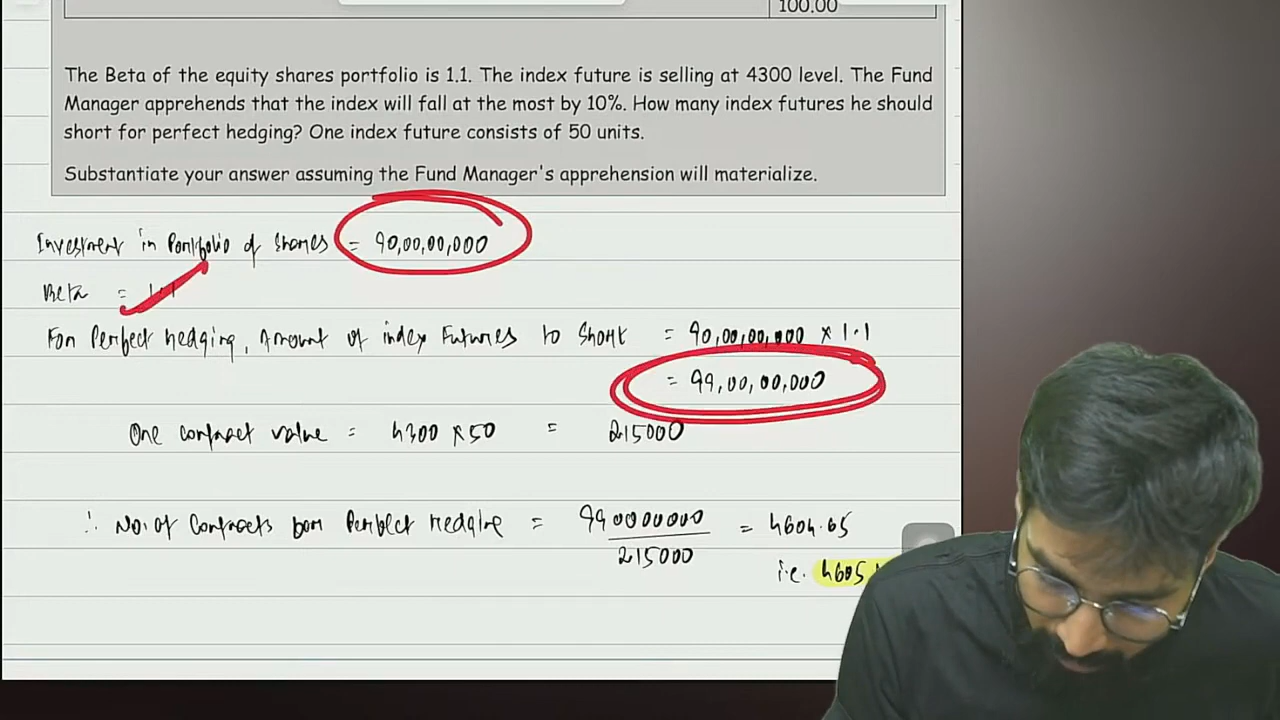 100.00
The Beta of the equity shares portfolio is 1.1. The index future is selling at 4300 level. The Fund
Manager apprehends that the index will fall at the most by 10%. How many index futures he should
short for perfect hedging? One index future consists of 50 units.
Substantiate your answer assuming the Fund Manager's apprehension will materialize.
Investment in Portfolio of Shares = 90,00,00,000
Beta = 1.1
For Perfect hedging, Amount of index Futures to Short = 90,00,00,000 × 1.1
= 99,00,00,000
One contract value = 4300 × 50 = 215000
∴ No. of Contracts for Perfect Hedging = 990000000 / 215000 = 4604.65
i.e. 4605